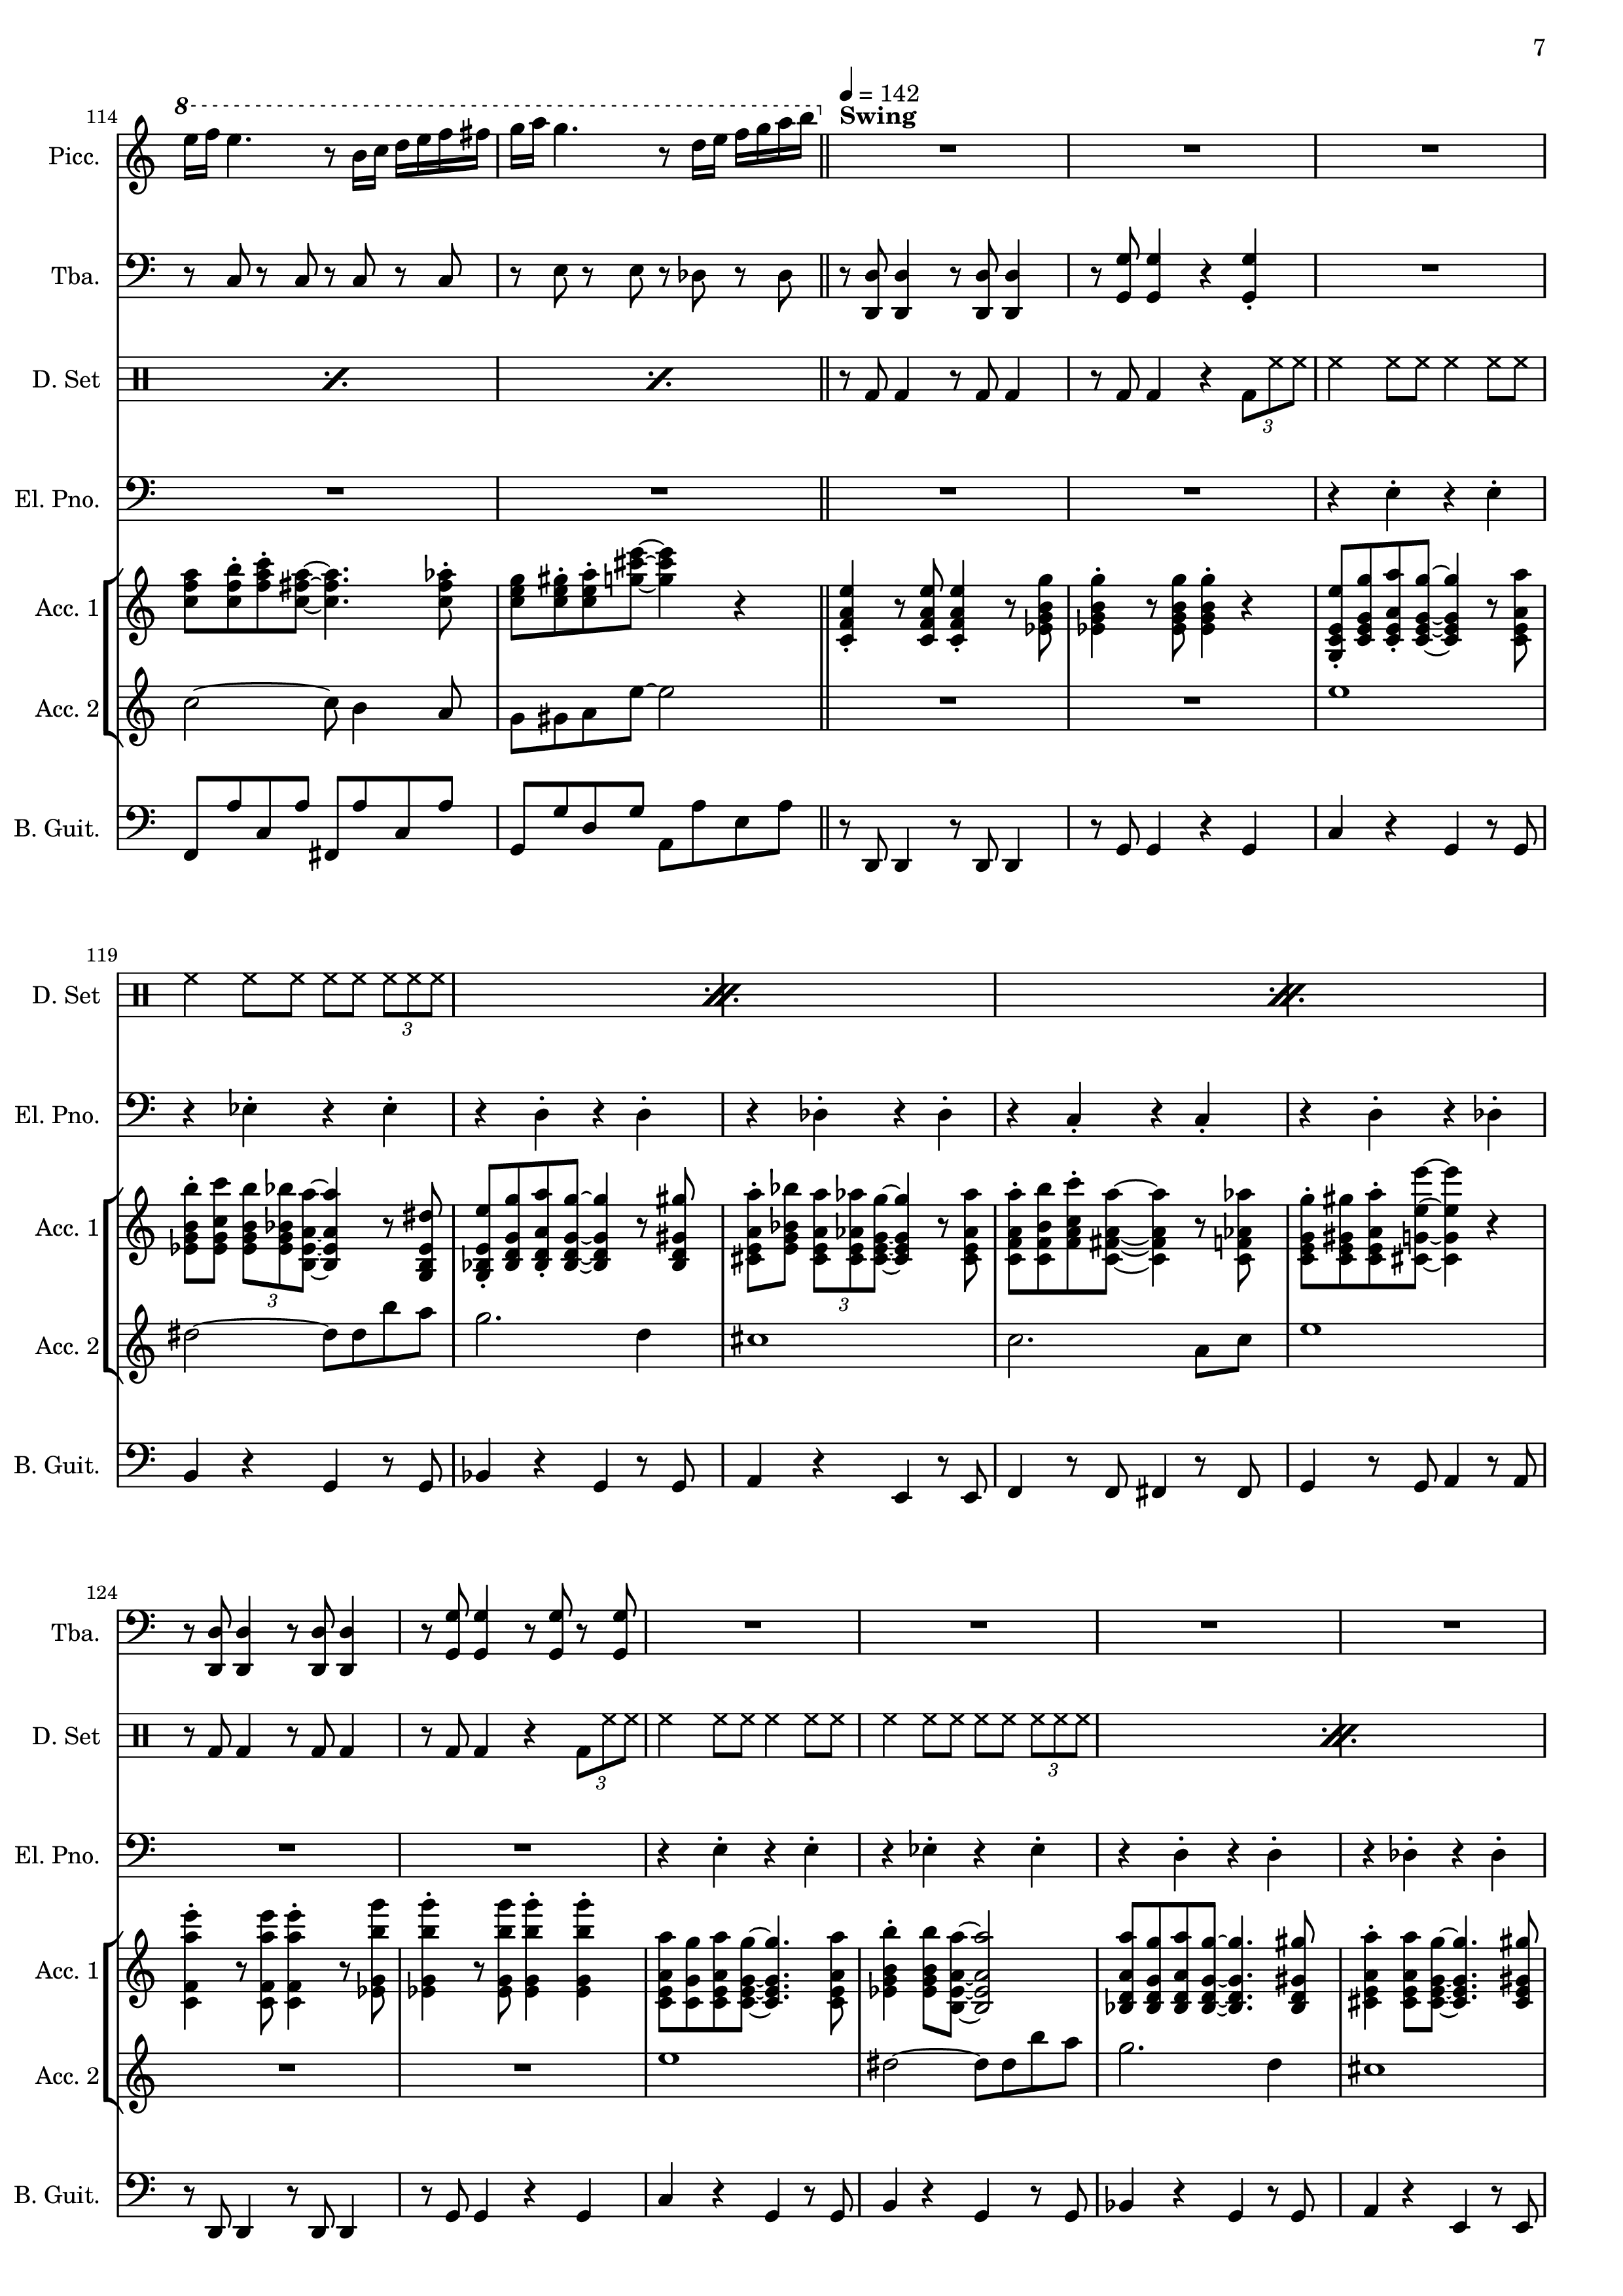 7
♩ = 142
8
Swing
114
Picc.
Tba.
D. Set
3
El. Pno.
Acc. 1
Acc. 2
B. Guit.
119
D. Set
3
El. Pno.
Acc. 1
3
3
Acc. 2
B. Guit.
124
Tba.
D. Set
3
3
El. Pno.
Acc. 1
Acc. 2
B. Guit.